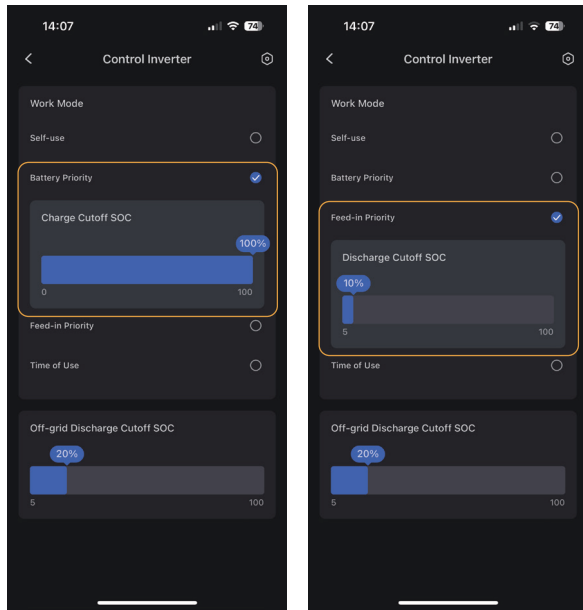 14:07
74
Control Inverter
Work Mode
Self-use
Battery Priority
Charge Cutoff SOC
100%
0 100
Feed-in Priority
Time of Use
Off-grid Discharge Cutoff SOC
20%
5 100
14:07
74
Control Inverter
Work Mode
Self-use
Battery Priority
Feed-in Priority
Discharge Cutoff SOC
10%
5 100
Time of Use
Off-grid Discharge Cutoff SOC
20%
5 100